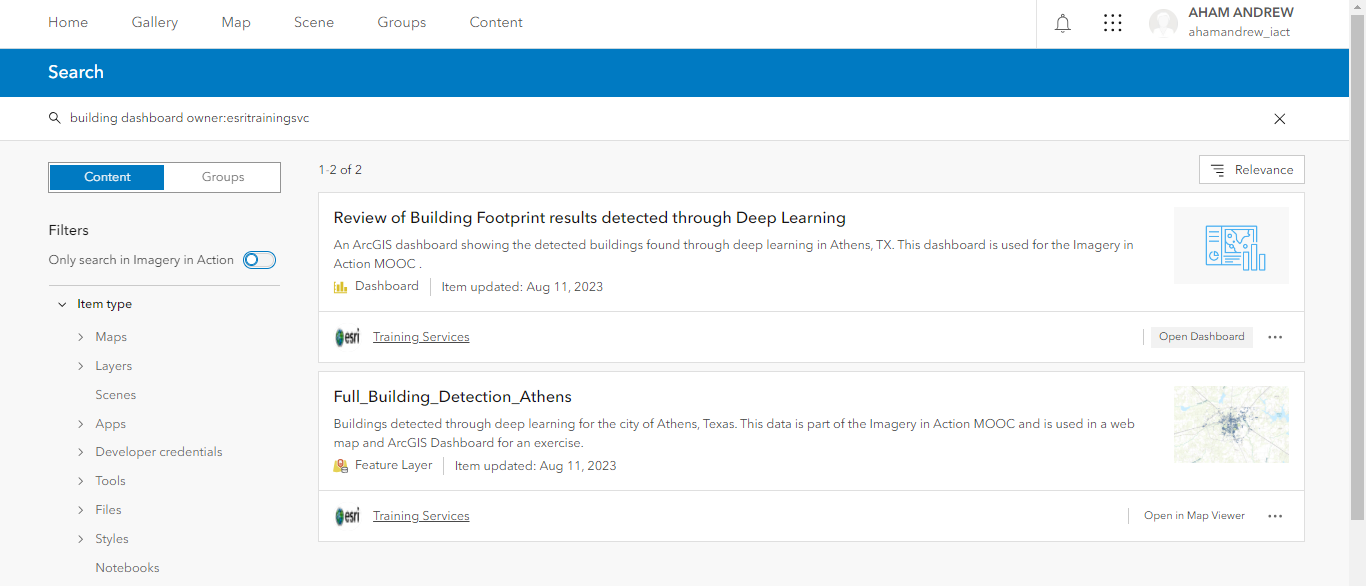 Home Gallery Map Scene Groups Content
AHAM ANDREW
ahamandrew_iact
Search
building dashboard owner:esritrainingsvc
Content Groups
1-2 of 2
Relevance
Filters
Only search in Imagery in Action
Item type
Maps
Layers
Scenes
Apps
Developer credentials
Tools
Files
Styles
Notebooks
Review of Building Footprint results detected through Deep Learning
An ArcGIS dashboard showing the detected buildings found through deep learning in Athens, TX. This dashboard is used for the Imagery in
Action MOOC .
Dashboard Item updated: Aug 11, 2023
esri Training Services Open Dashboard
Full_Building_Detection_Athens
Buildings detected through deep learning for the city of Athens, Texas. This data is part of the Imagery in Action MOOC and is used in a web
map and ArcGIS Dashboard for an exercise.
Feature Layer Item updated: Aug 11, 2023
esri Training Services Open in Map Viewer